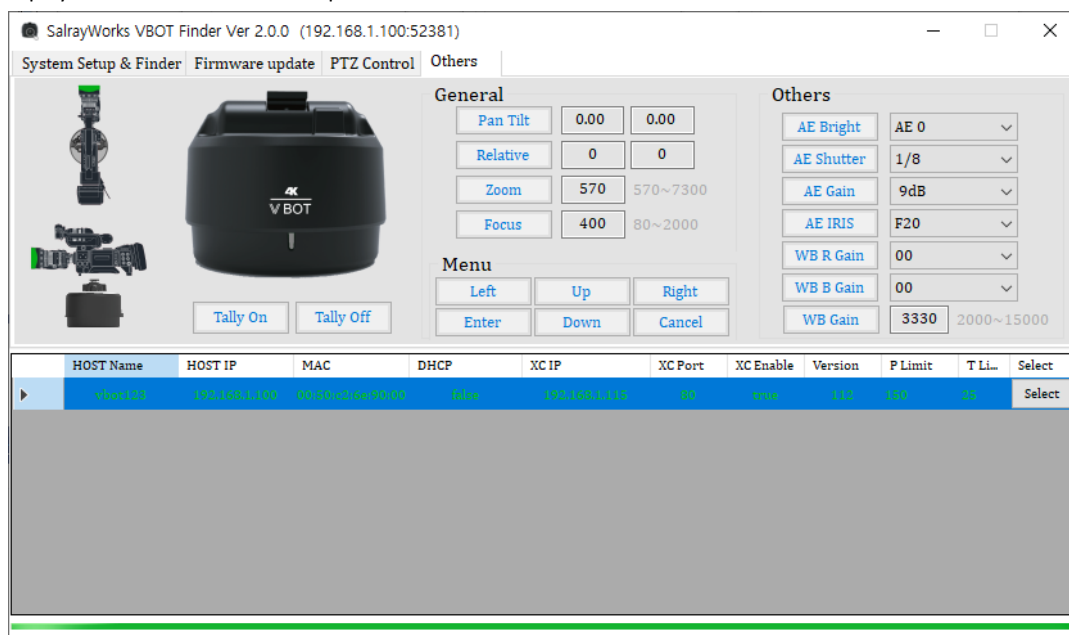 SalrayWorks VBOT Finder Ver 2.0.0 (192.168.1.100:52381)
System Setup & Finder Firmware update PTZ Control Others
General
Pan Tilt 0.00 0.00
Relative 0 0
Zoom 570 570~7300
Focus 400 80~2000
Menu
Left Up Right
Enter Down Cancel
Others
AE Bright AE 0
AE Shutter 1/8
AE Gain 9dB
AE IRIS F20
WB R Gain 00
WB B Gain 00
WB Gain 3330 2000~15000
4K
VBOT
Tally On Tally Off
HOST Name HOST IP MAC DHCP XC IP XC Port XC Enable Version P Limit T Li... Select
vbot123 192.168.1.100 00:50:c2:6e:90:00 false 192.168.1.115 80 true 112 150 25 Select